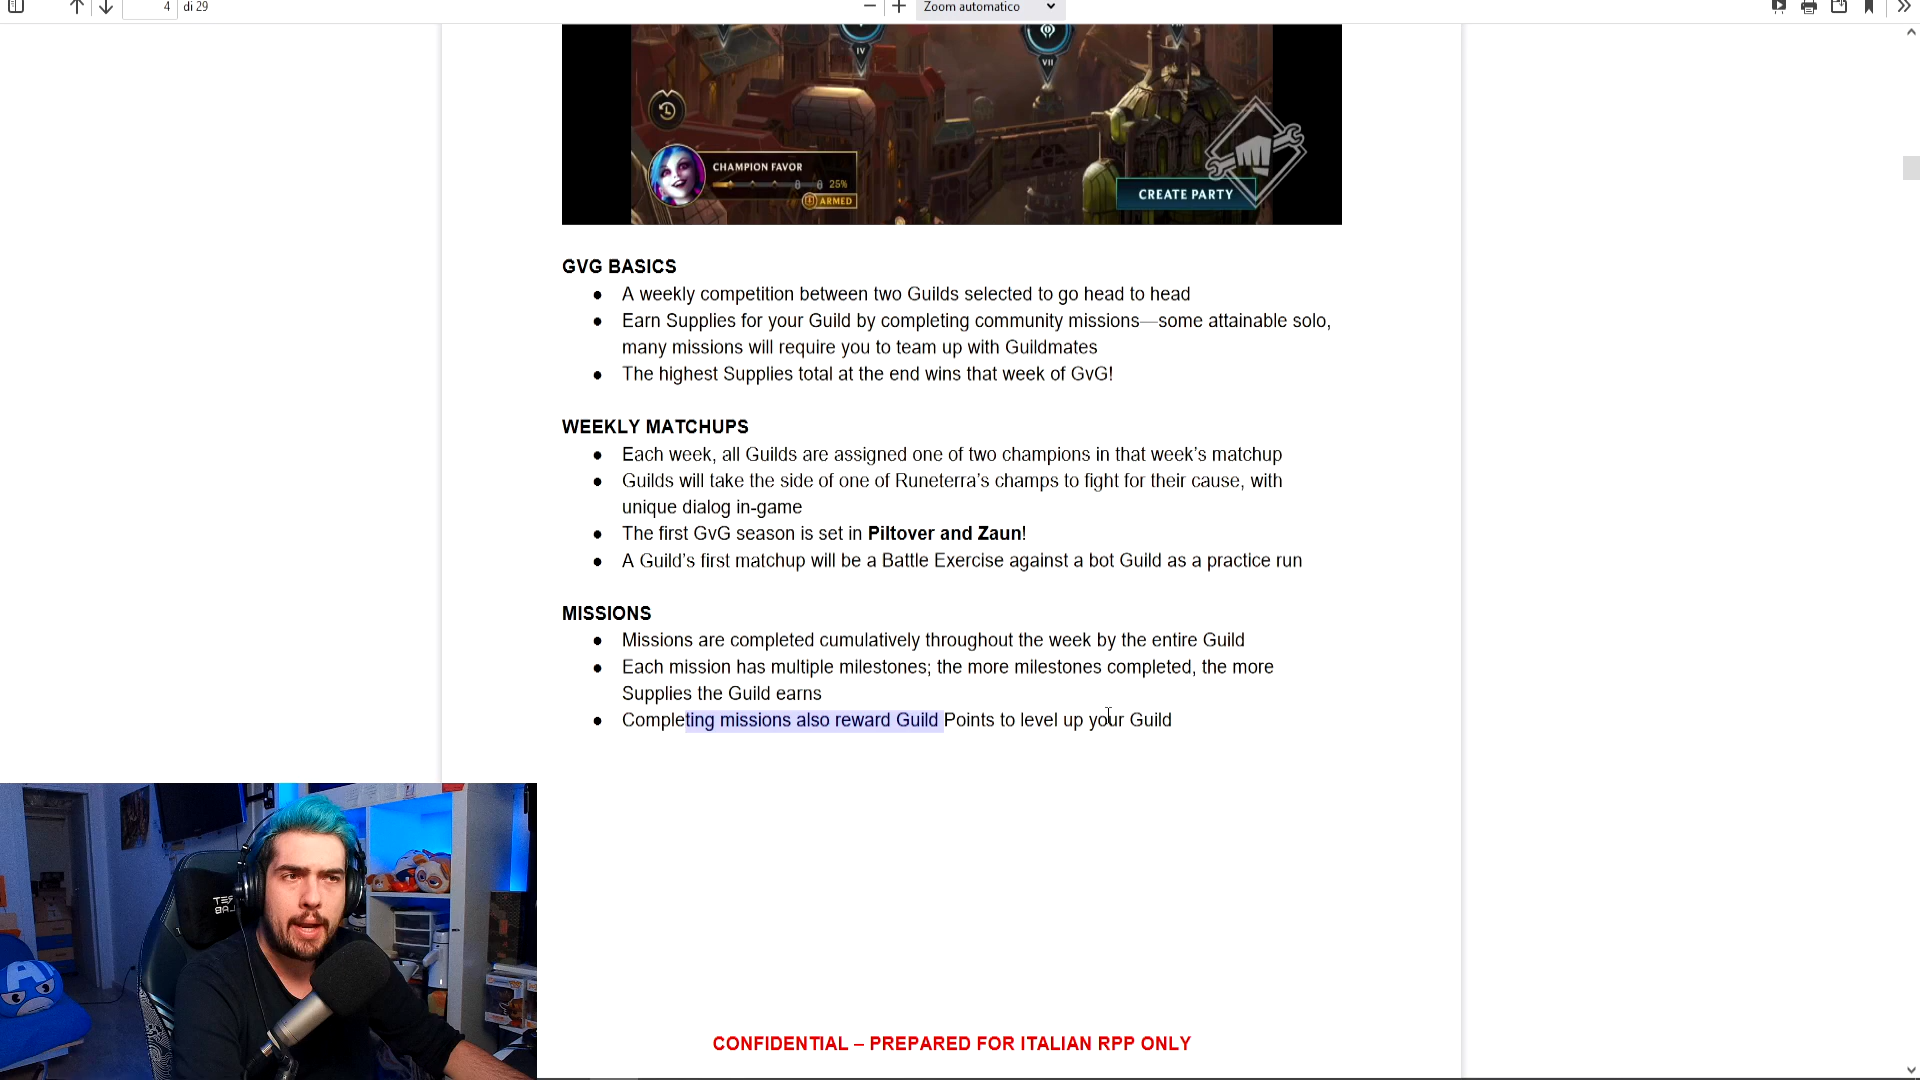 4 di 29 Zoom automatico
IV
VII
CHAMPION FAVOR
25%
ARMED
CREATE PARTY
GVG BASICS
● A weekly competition between two Guilds selected to go head to head
● Earn Supplies for your Guild by completing community missions—some attainable solo,
many missions will require you to team up with Guildmates
● The highest Supplies total at the end wins that week of GvG!
WEEKLY MATCHUPS
● Each week, all Guilds are assigned one of two champions in that week’s matchup
● Guilds will take the side of one of Runeterra’s champs to fight for their cause, with
unique dialog in-game
● The first GvG season is set in Piltover and Zaun!
● A Guild’s first matchup will be a Battle Exercise against a bot Guild as a practice run
MISSIONS
● Missions are completed cumulatively throughout the week by the entire Guild
● Each mission has multiple milestones; the more milestones completed, the more
Supplies the Guild earns
● Completing missions also reward Guild Points to level up your Guild
CONFIDENTIAL – PREPARED FOR ITALIAN RPP ONLY